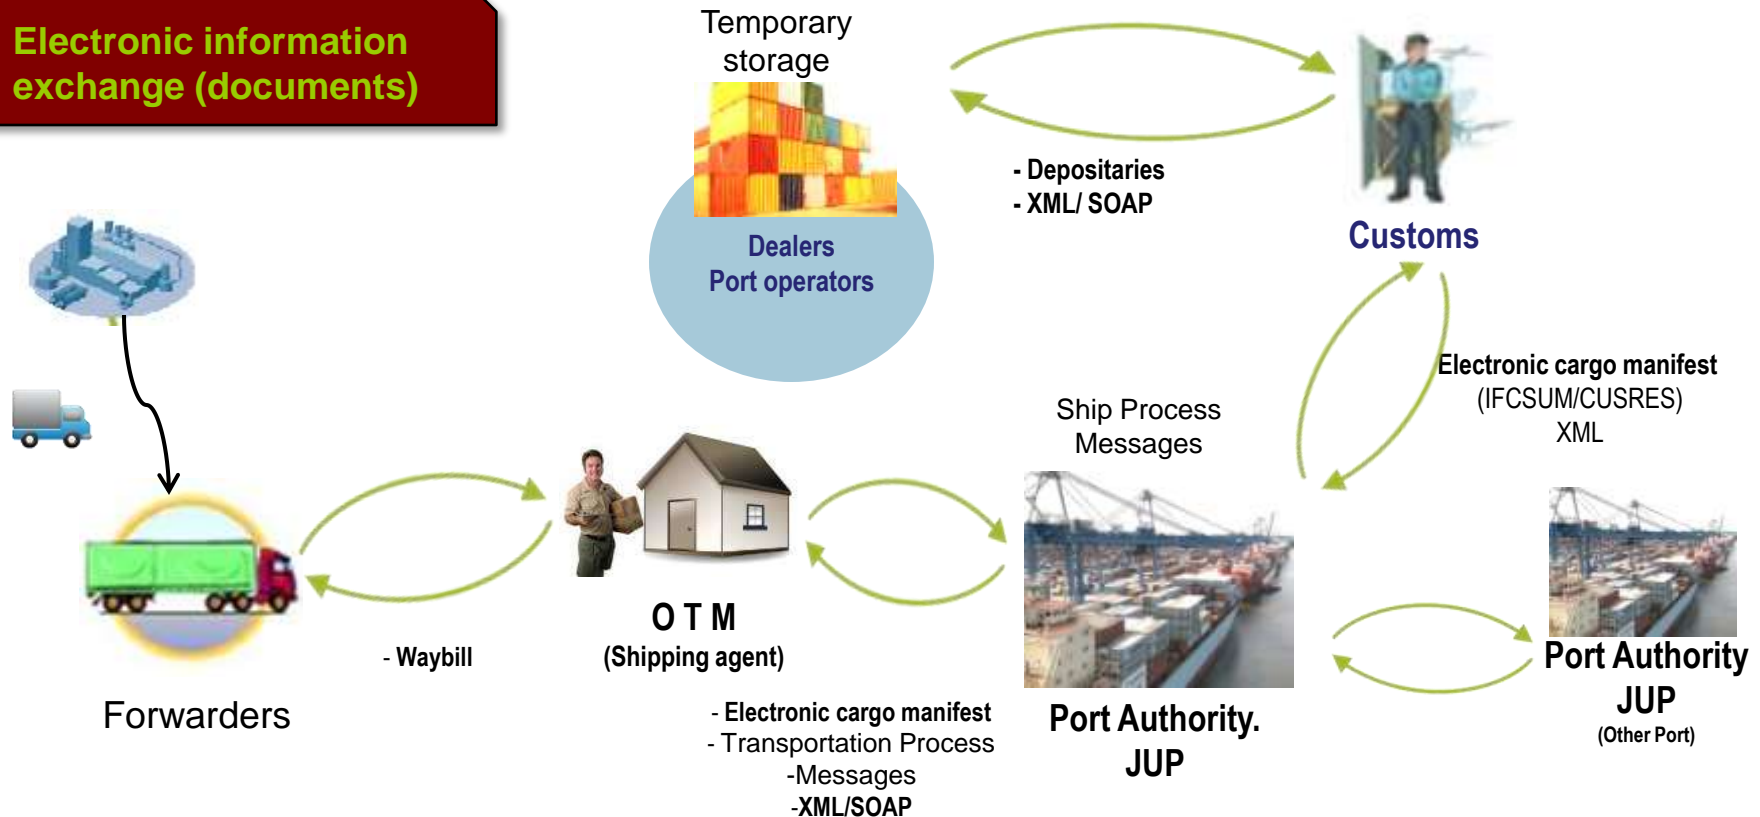 Electronic information
exchange (documents)
Temporary
storage
Dealers
Port operators
- Depositaries
- XML/ SOAP
Customs
Electronic cargo manifest
(IFCSUM/CUSRES)
XML
Ship Process
Messages
Forwarders
- Waybill
O T M
(Shipping agent)
- Electronic cargo manifest
- Transportation Process
-Messages
-XML/SOAP
Port Authority.
JUP
Port Authority
JUP
(Other Port)